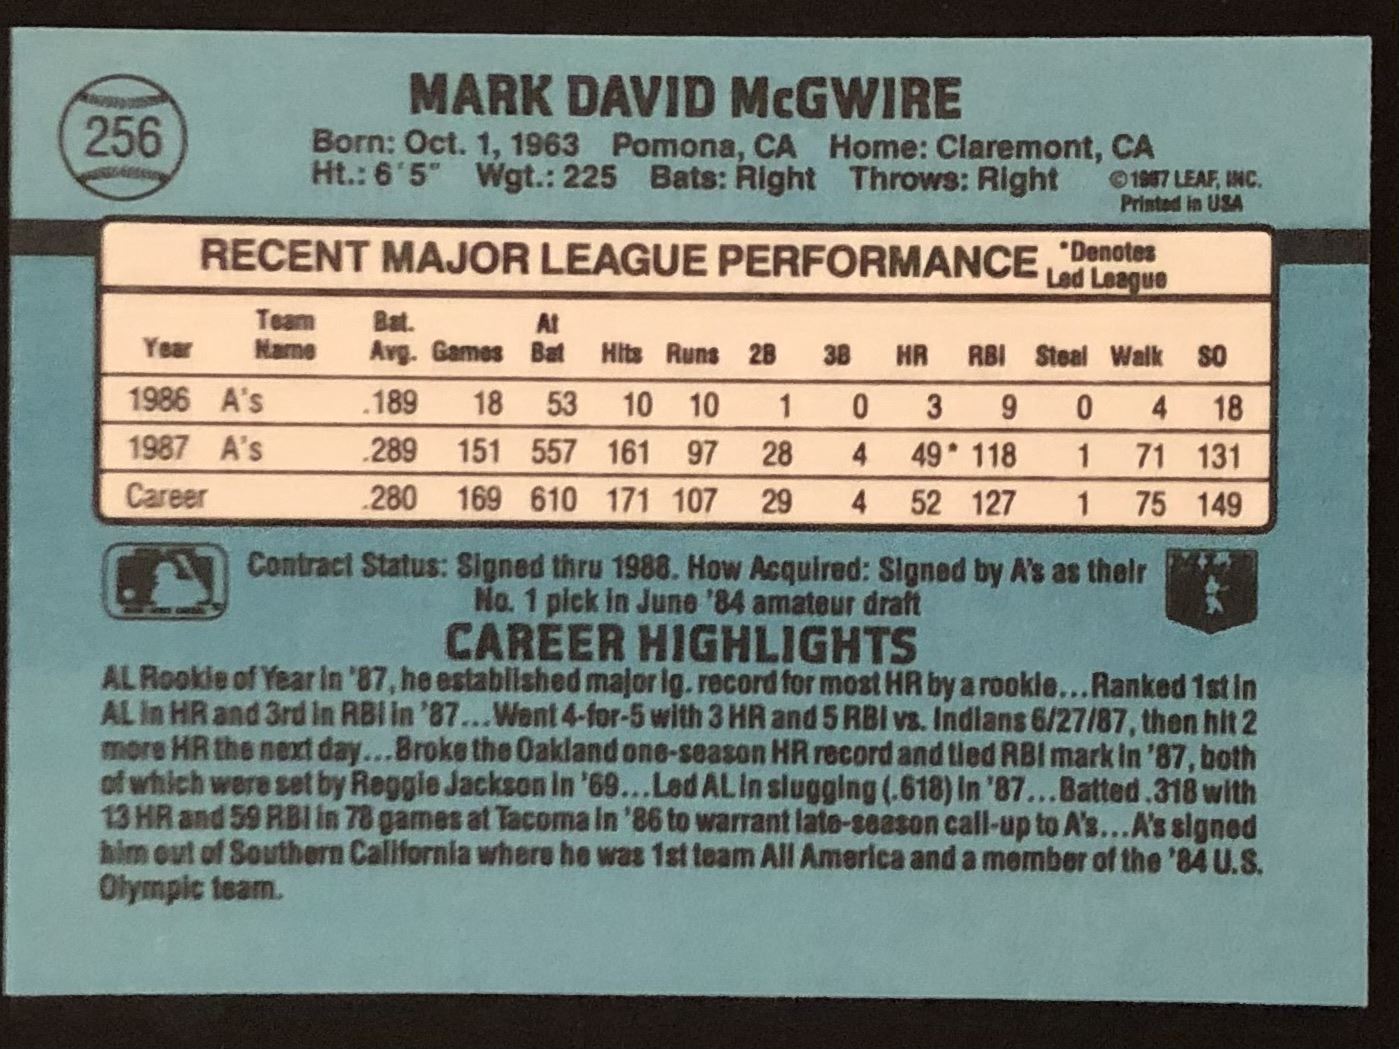 256
MARK DAVID McGWIRE
Born: Oct. 1, 1963 Pomona, CA Home: Claremont, CA
Ht.: 6'5" Wgt.: 225 Bats: Right Throws: Right ©1987 LEAF, INC.
Printed in USA
RECENT MAJOR LEAGUE PERFORMANCE *Denotes
Led League
Year Team Name Bat. Avg. Games At Bat Hits Runs 2B 3B HR RBI Steal Walk SO
1986 A's .189 18 53 10 10 1 0 3 9 0 4 18
1987 A's .289 151 557 161 97 28 4 49* 118 1 71 131
Career .280 169 610 171 107 29 4 52 127 1 75 149
Contract Status: Signed thru 1988. How Acquired: Signed by A's as their
No. 1 pick in June '84 amateur draft
CAREER HIGHLIGHTS
AL Rookie of Year in '87, he established major lg. record for most HR by a rookie...Ranked 1st in
AL in HR and 3rd in RBI in '87...Went 4-for-5 with 3 HR and 5 RBI vs. Indians 6/27/87, then hit 2
more HR the next day...Broke the Oakland one-season HR record and tied RBI mark in '87, both
of which were set by Reggie Jackson in '69...Led AL in slugging (.618) in '87...Batted .318 with
13 HR and 59 RBI in 78 games at Tacoma in '86 to warrant late-season call-up to A's...A's signed
him out of Southern California where he was 1st team All America and a member of the '84 U.S.
Olympic team.